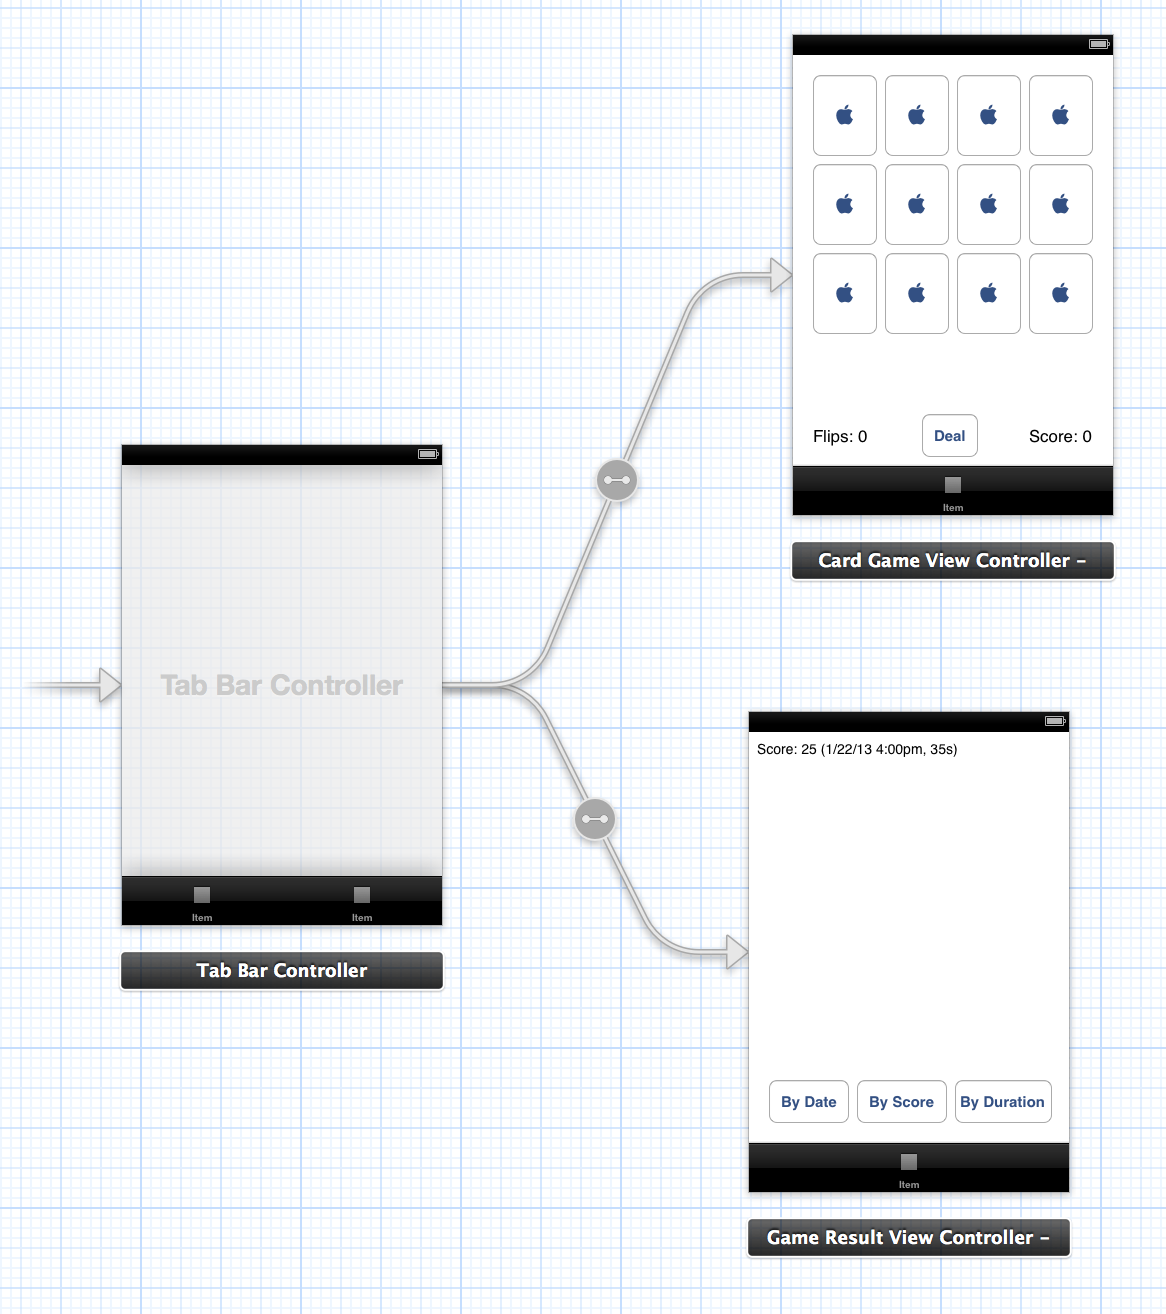 Flips: 0
Deal
Score: 0
Item
Card Game View Controller –
Tab Bar Controller
Item
Item
Tab Bar Controller
Score: 25 (1/22/13 4:00pm, 35s)
By Date
By Score
By Duration
Item
Game Result View Controller –